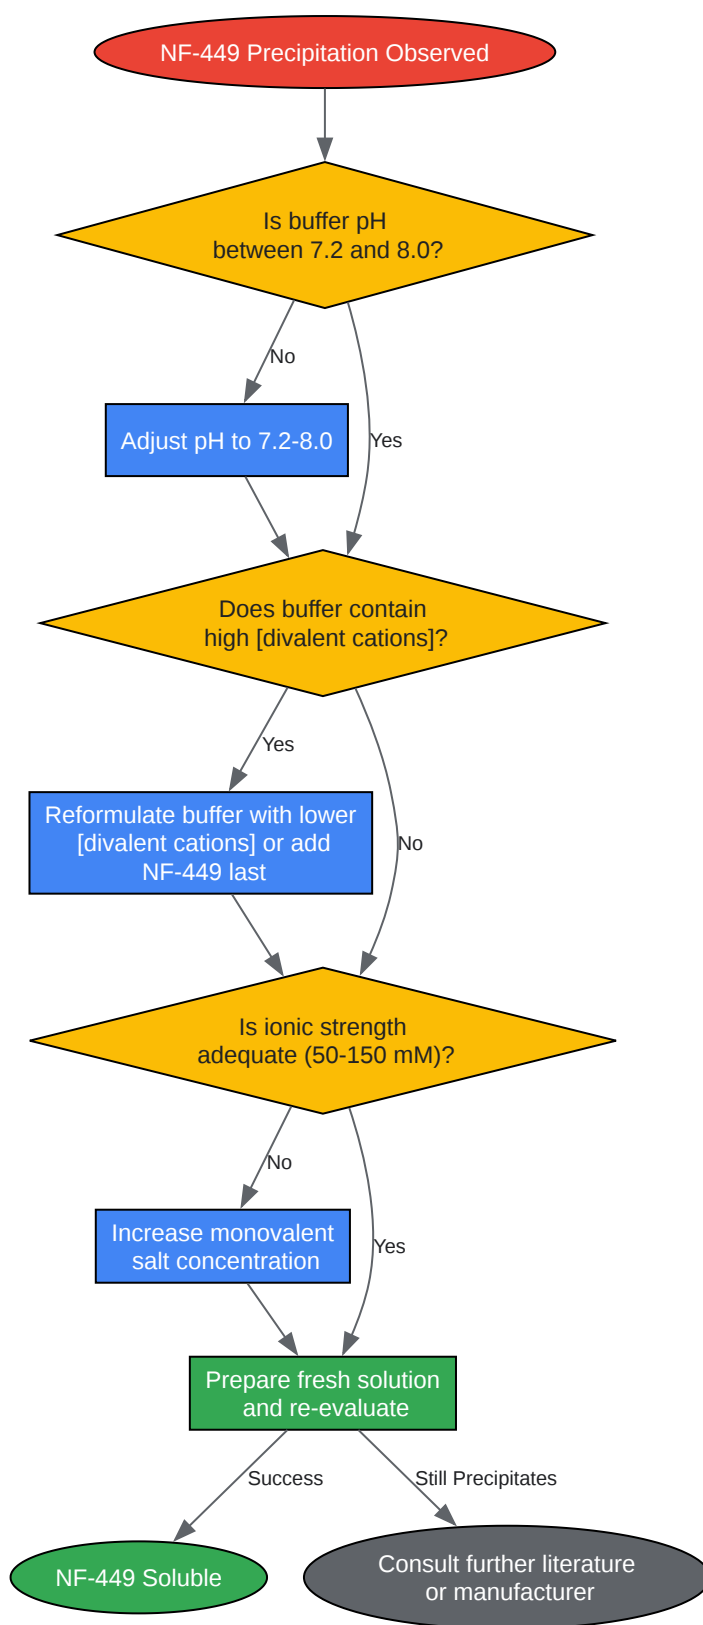 NF-449 Precipitation Observed
Is buffer pH
between 7.2 and 8.0?
No
Yes
Adjust pH to 7.2-8.0
Does buffer contain
high [divalent cations]?
Yes
No
Reformulate buffer with lower
[divalent cations] or add
NF-449 last
Is ionic strength
adequate (50-150 mM)?
No
Yes
Increase monovalent
salt concentration
Prepare fresh solution
and re-evaluate
Success
Still Precipitates
NF-449 Soluble
Consult further literature
or manufacturer